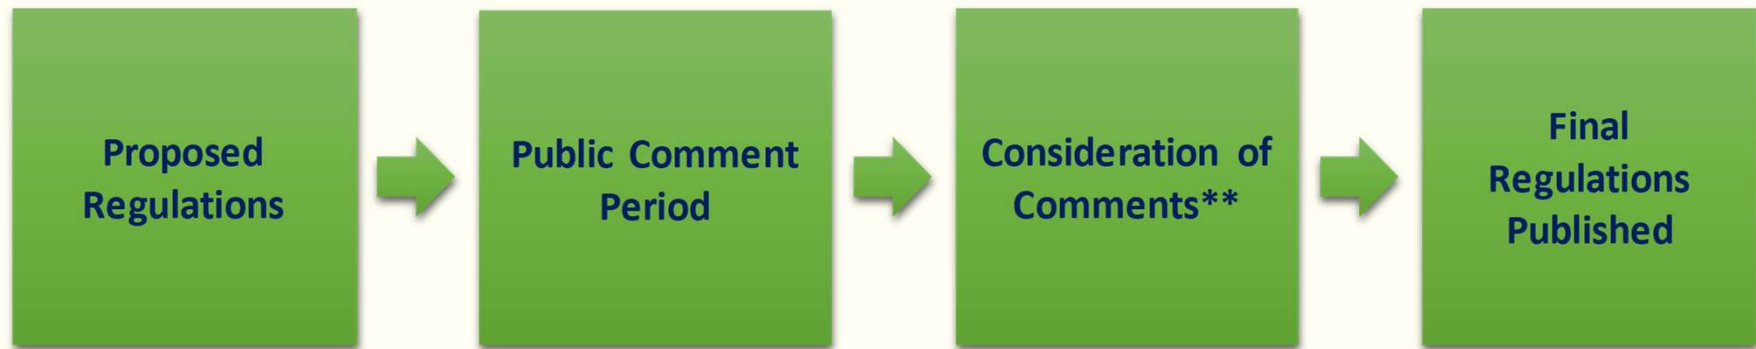 Proposed
Regulations
Public Comment
Period
Consideration of
Comments**
Final
Regulations
Published